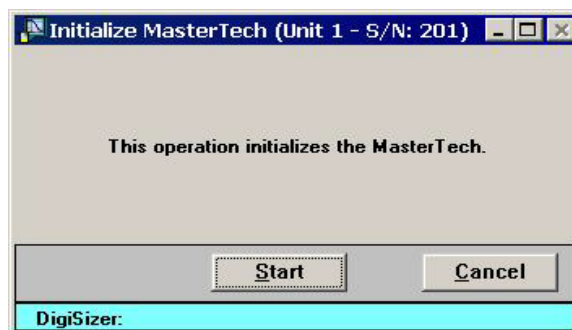 Initialize MasterTech (Unit 1 - S/N: 201)
This operation initializes the MasterTech.
Start Cancel
DigiSizer: